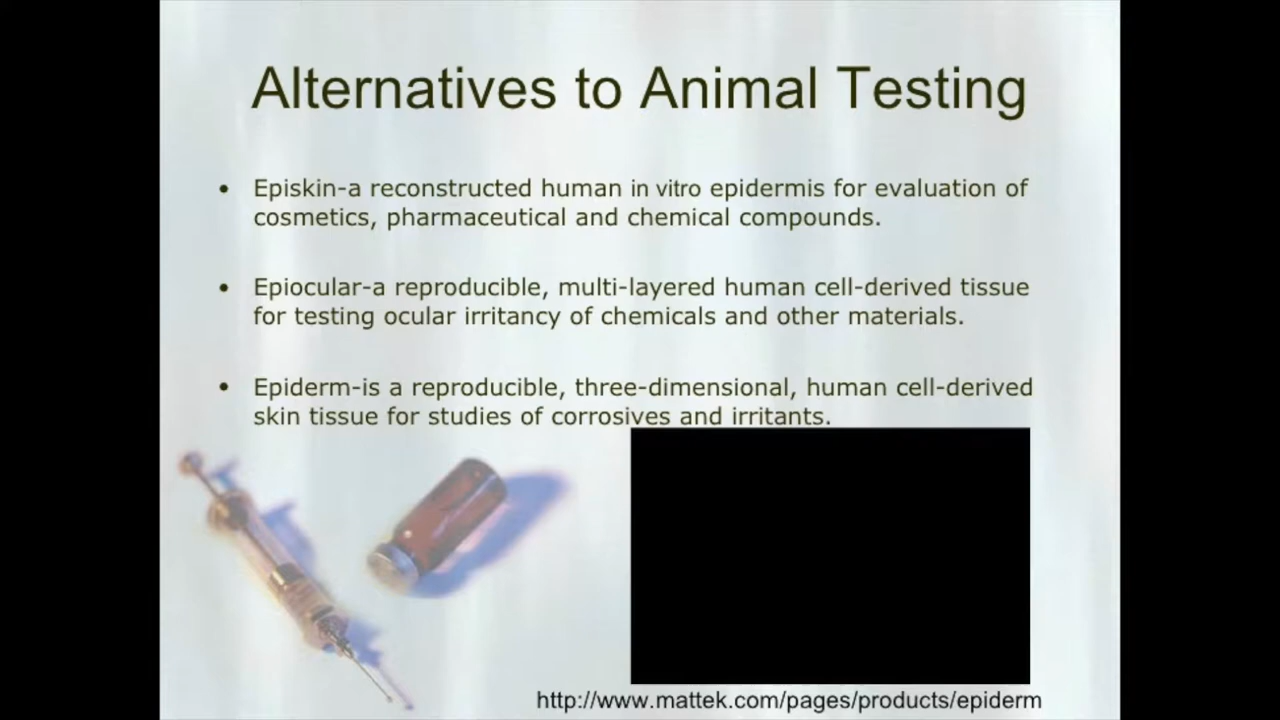 Alternatives to Animal Testing
• Episkin-a reconstructed human in vitro epidermis for evaluation of
cosmetics, pharmaceutical and chemical compounds.
• Epiocular-a reproducible, multi-layered human cell-derived tissue
for testing ocular irritancy of chemicals and other materials.
• Epiderm-is a reproducible, three-dimensional, human cell-derived
skin tissue for studies of corrosives and irritants.
http://www.mattek.com/pages/products/epiderm